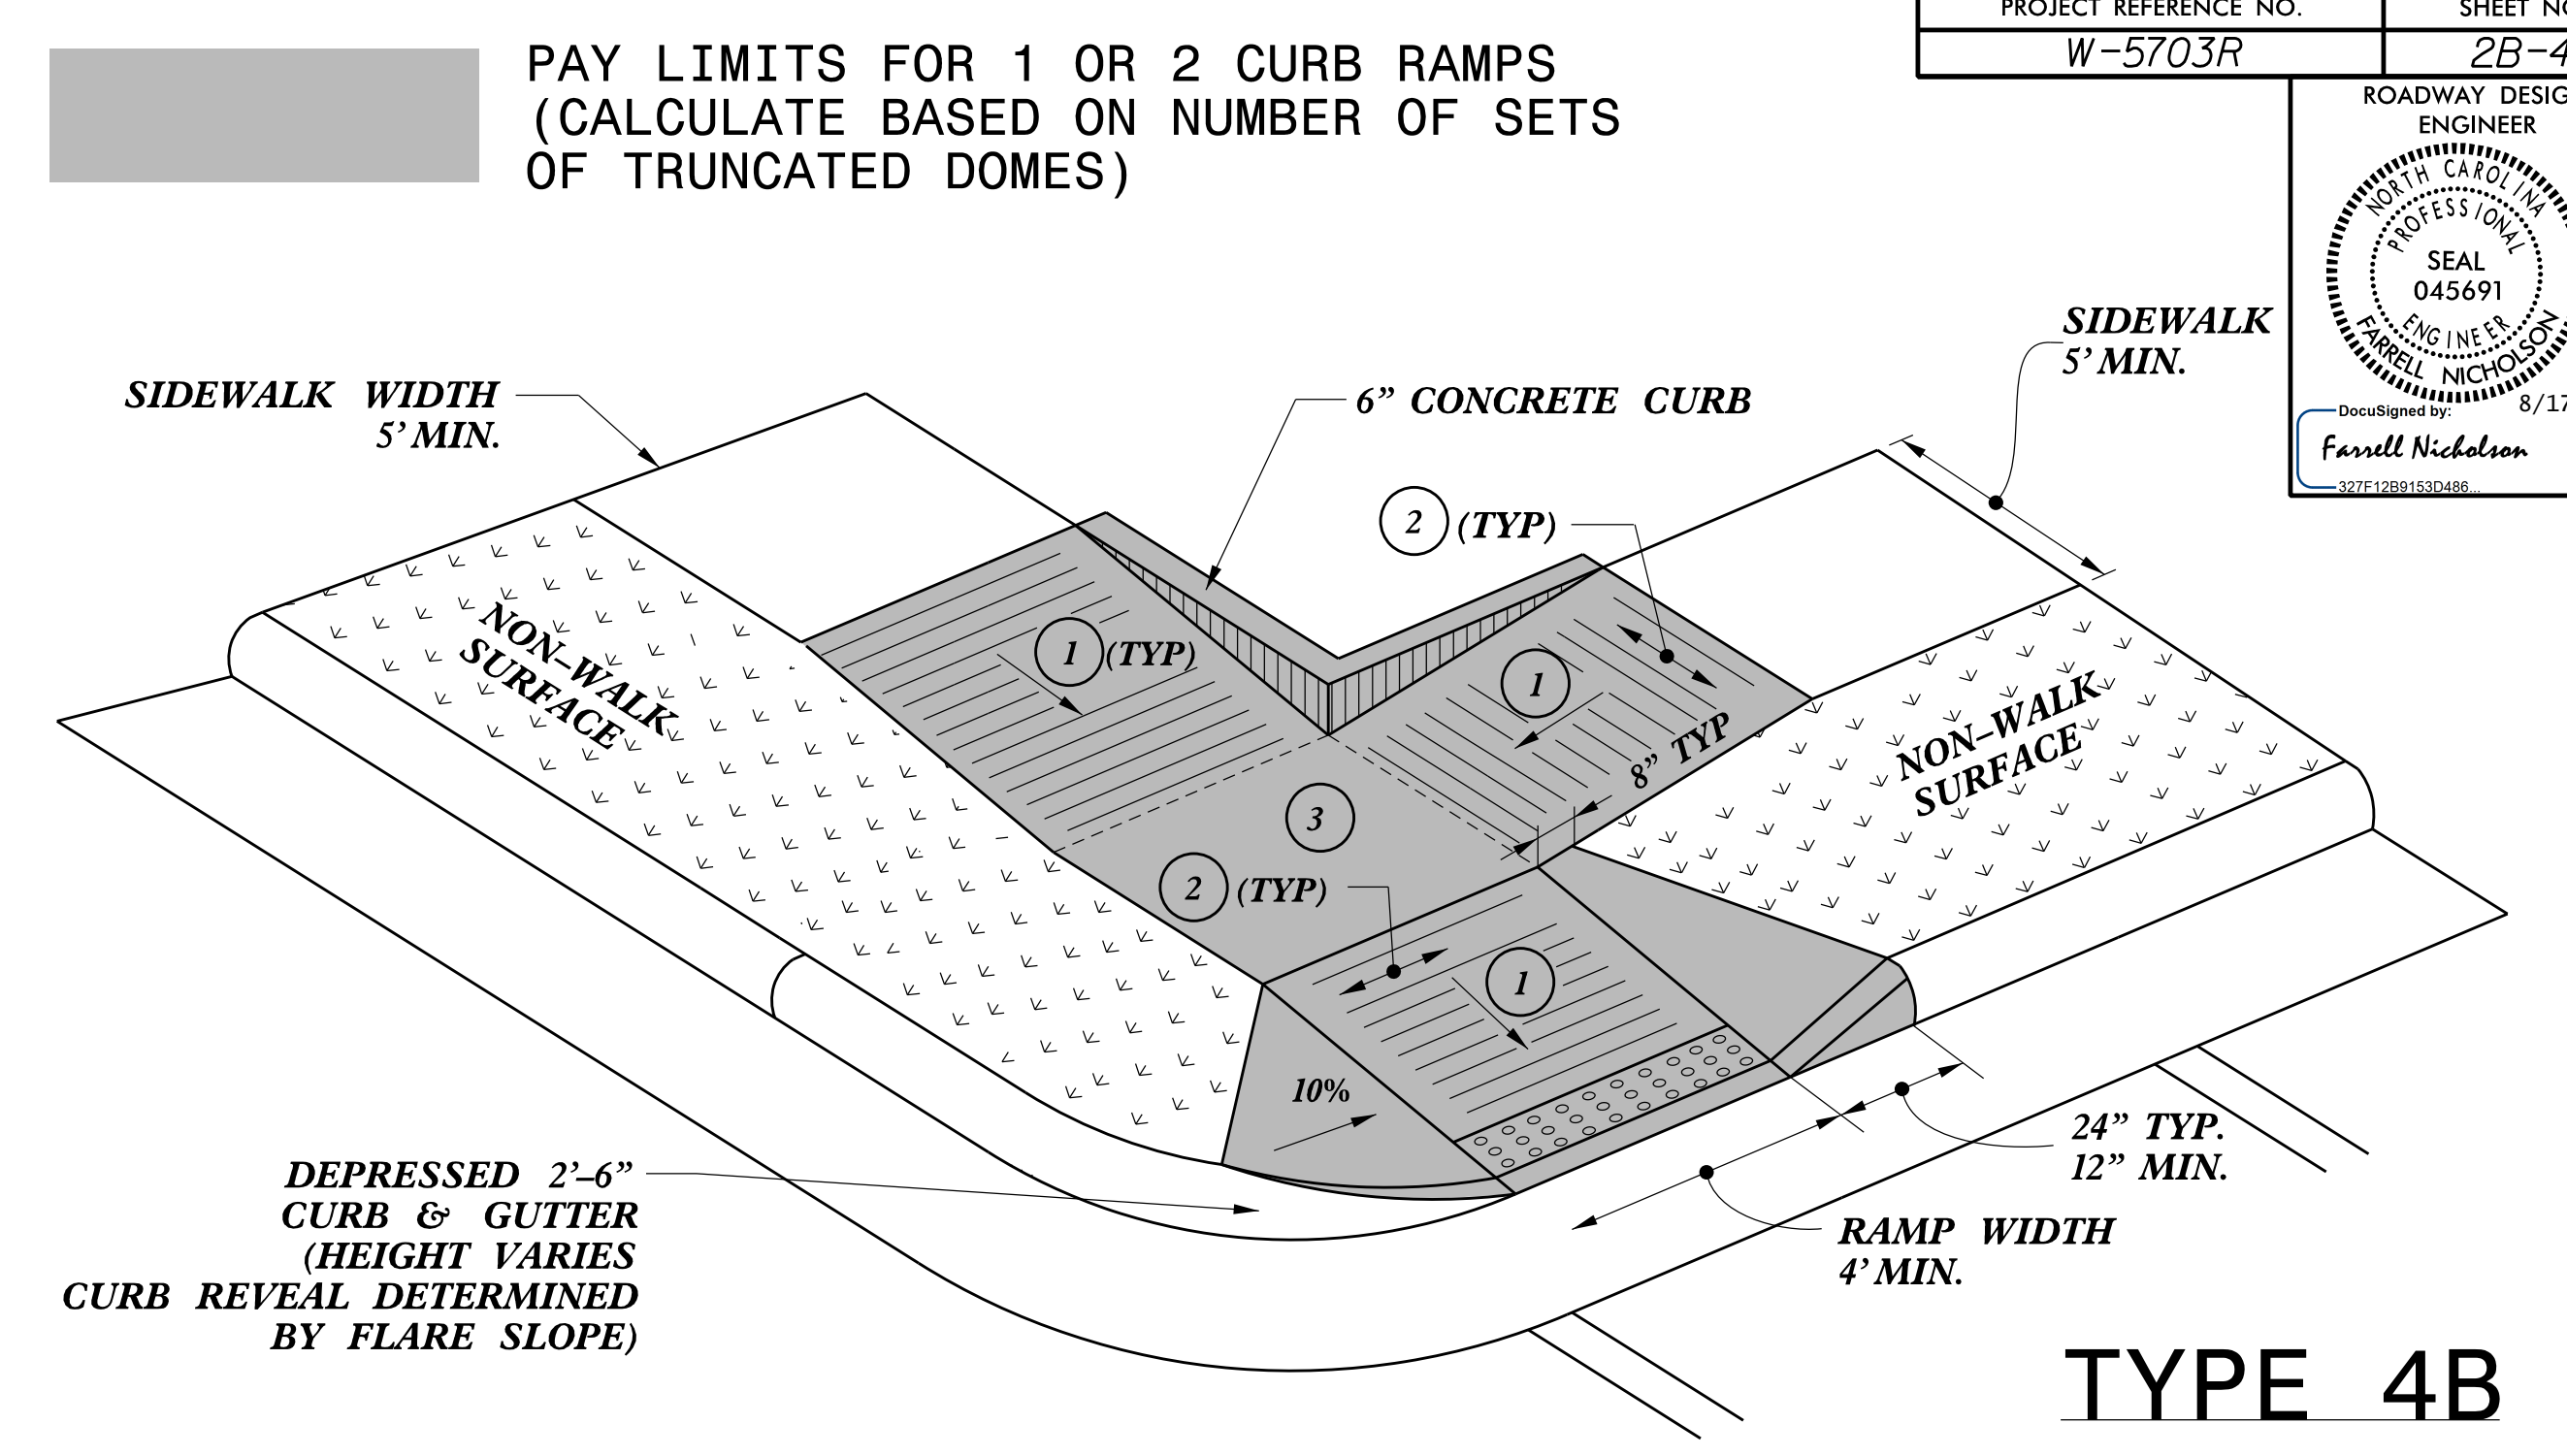 PROJECT REFERENCE NO.
W-5703R
2B-4
PAY LIMITS FOR 1 OR 2 CURB RAMPS
(CALCULATE BASED ON NUMBER OF SETS
OF TRUNCATED DOMES)
ROADWAY
ENGINEER
NORTH CAROLINA
PROFESSIONAL
SEAL
045691
ENGINEER
FARRELL NICHOLSON
8/17
DocuSigned by:
Farrell Nicholson
327F12B9153D486...
SIDEWALK
5' MIN.
SIDEWALK WIDTH
5' MIN.
6” CONCRETE CURB
2 (TYP)
NON–WALK
SURFACE
1 (TYP)
1
8” TYP
NON–WALK
SURFACE
3
2 (TYP)
1
10%
24” TYP.
12” MIN.
DEPRESSED 2'–6”
CURB & GUTTER
(HEIGHT VARIES
CURB REVEAL DETERMINED
BY FLARE SLOPE)
RAMP WIDTH
4' MIN.
TYPE 4B